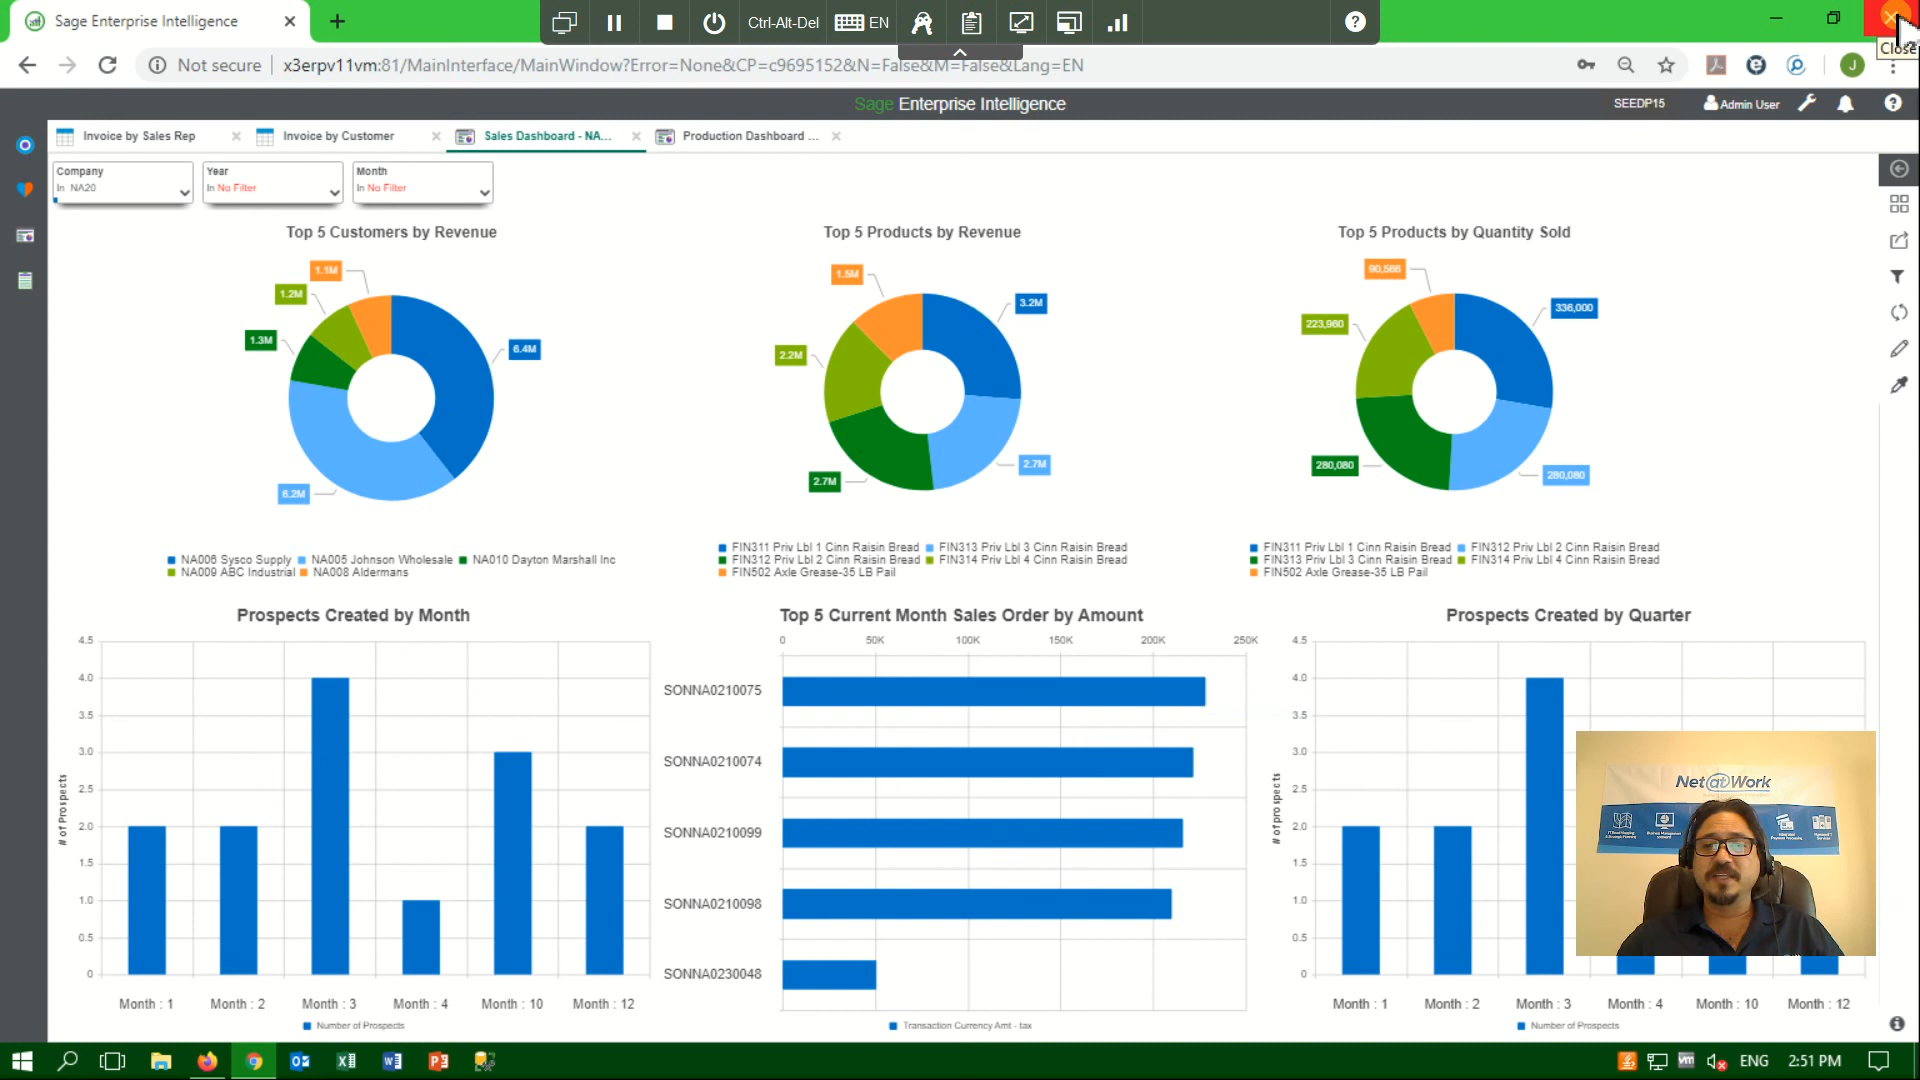 Sage Enterprise Intelligence
Ctrl-Alt-Del
EN
Close
Not secure
x3erpv11vm:81/MainInterface/MainWindow?Error=None&CP=c9695152&N=False&M=False&Lang=EN
J
Sage Enterprise Intelligence
SEEDP15
Admin User
Invoice by Sales Rep
Invoice by Customer
Sales Dashboard - NA...
Production Dashboard ...
Company
In NA20
Year
In No Filter
Month
In No Filter
Top 5 Customers by Revenue
1.1M
1.2M
1.3M
6.4M
6.2M
NA006 Sysco Supply NA005 Johnson Wholesale NA010 Dayton Marshall Inc
NA009 ABC Industrial NA008 Aldermans
Top 5 Products by Revenue
1.5M
3.2M
2.2M
2.7M
2.7M
FIN311 Priv Lbl 1 Cinn Raisin Bread FIN313 Priv Lbl 3 Cinn Raisin Bread
FIN312 Priv Lbl 2 Cinn Raisin Bread FIN314 Priv Lbl 4 Cinn Raisin Bread
FIN502 Axle Grease-35 LB Pail
Top 5 Products by Quantity Sold
90,566
336,000
223,960
280,080
280,080
FIN311 Priv Lbl 1 Cinn Raisin Bread FIN312 Priv Lbl 2 Cinn Raisin Bread
FIN313 Priv Lbl 3 Cinn Raisin Bread FIN314 Priv Lbl 4 Cinn Raisin Bread
FIN502 Axle Grease-35 LB Pail
Prospects Created by Month
4.5
4.0
3.5
3.0
2.5
2.0
1.5
1.0
0.5
0
# of Prospects
Month : 1 Month : 2 Month : 3 Month : 4 Month : 10 Month : 12
Number of Prospects
Top 5 Current Month Sales Order by Amount
0 50K 100K 150K 200K 250K
SONNA0210075
SONNA0210074
SONNA0210099
SONNA0210098
SONNA0230048
Transaction Currency Amt - tax
Prospects Created by Quarter
4.5
4.0
3.5
3.0
2.5
2.0
1.5
1.0
0.5
0
# of prospects
Month : 1 Month : 2 Month : 3 Month : 4 Month : 10 Month : 12
Number of Prospects
Net@Work
ENG
2:51 PM